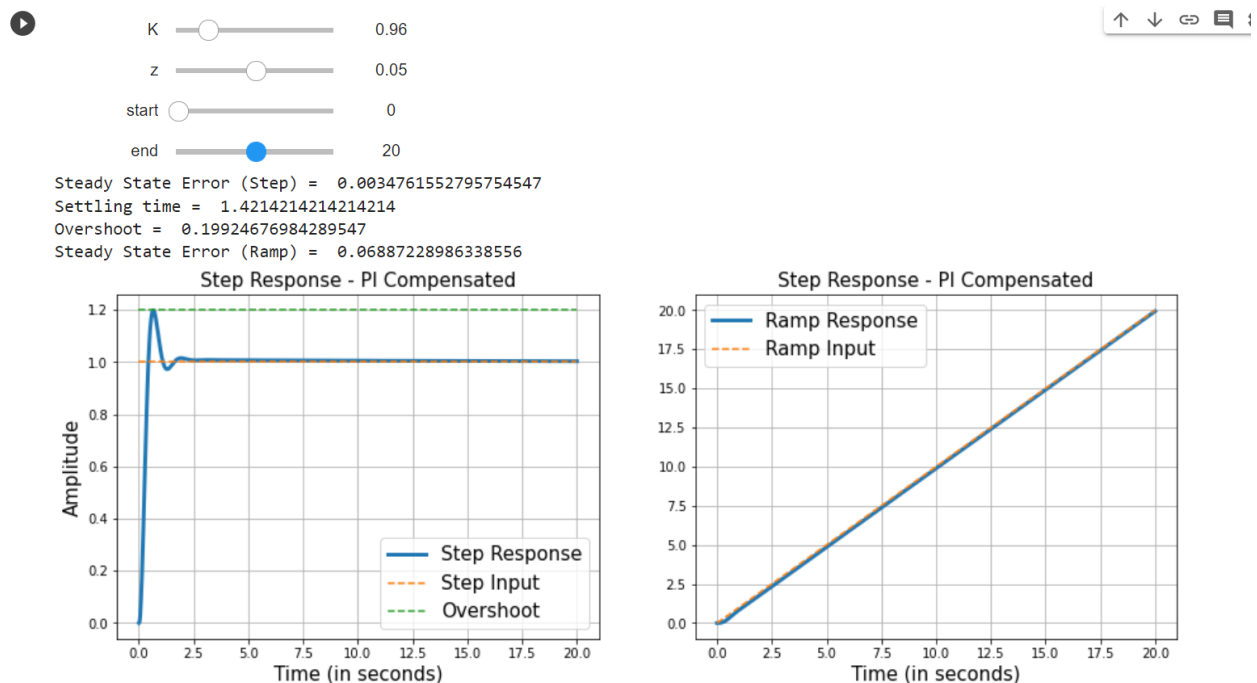 K 0.96
z 0.05
start 0
end 20
Steady State Error (Step) = 0.0034761552795754547
Settling time = 1.4214214214214214
Overshoot = 0.19924676984289547
Steady State Error (Ramp) = 0.06887228986338556
Step Response - PI Compensated
1.2
1.0
0.8
0.6
0.4
0.2
0.0
Amplitude
Step Response
Step Input
Overshoot
0.0 2.5 5.0 7.5 10.0 12.5 15.0 17.5 20.0
Time (in seconds)
Step Response - PI Compensated
20.0
17.5
15.0
12.5
10.0
7.5
5.0
2.5
0.0
Ramp Response
Ramp Input
0.0 2.5 5.0 7.5 10.0 12.5 15.0 17.5 20.0
Time (in seconds)